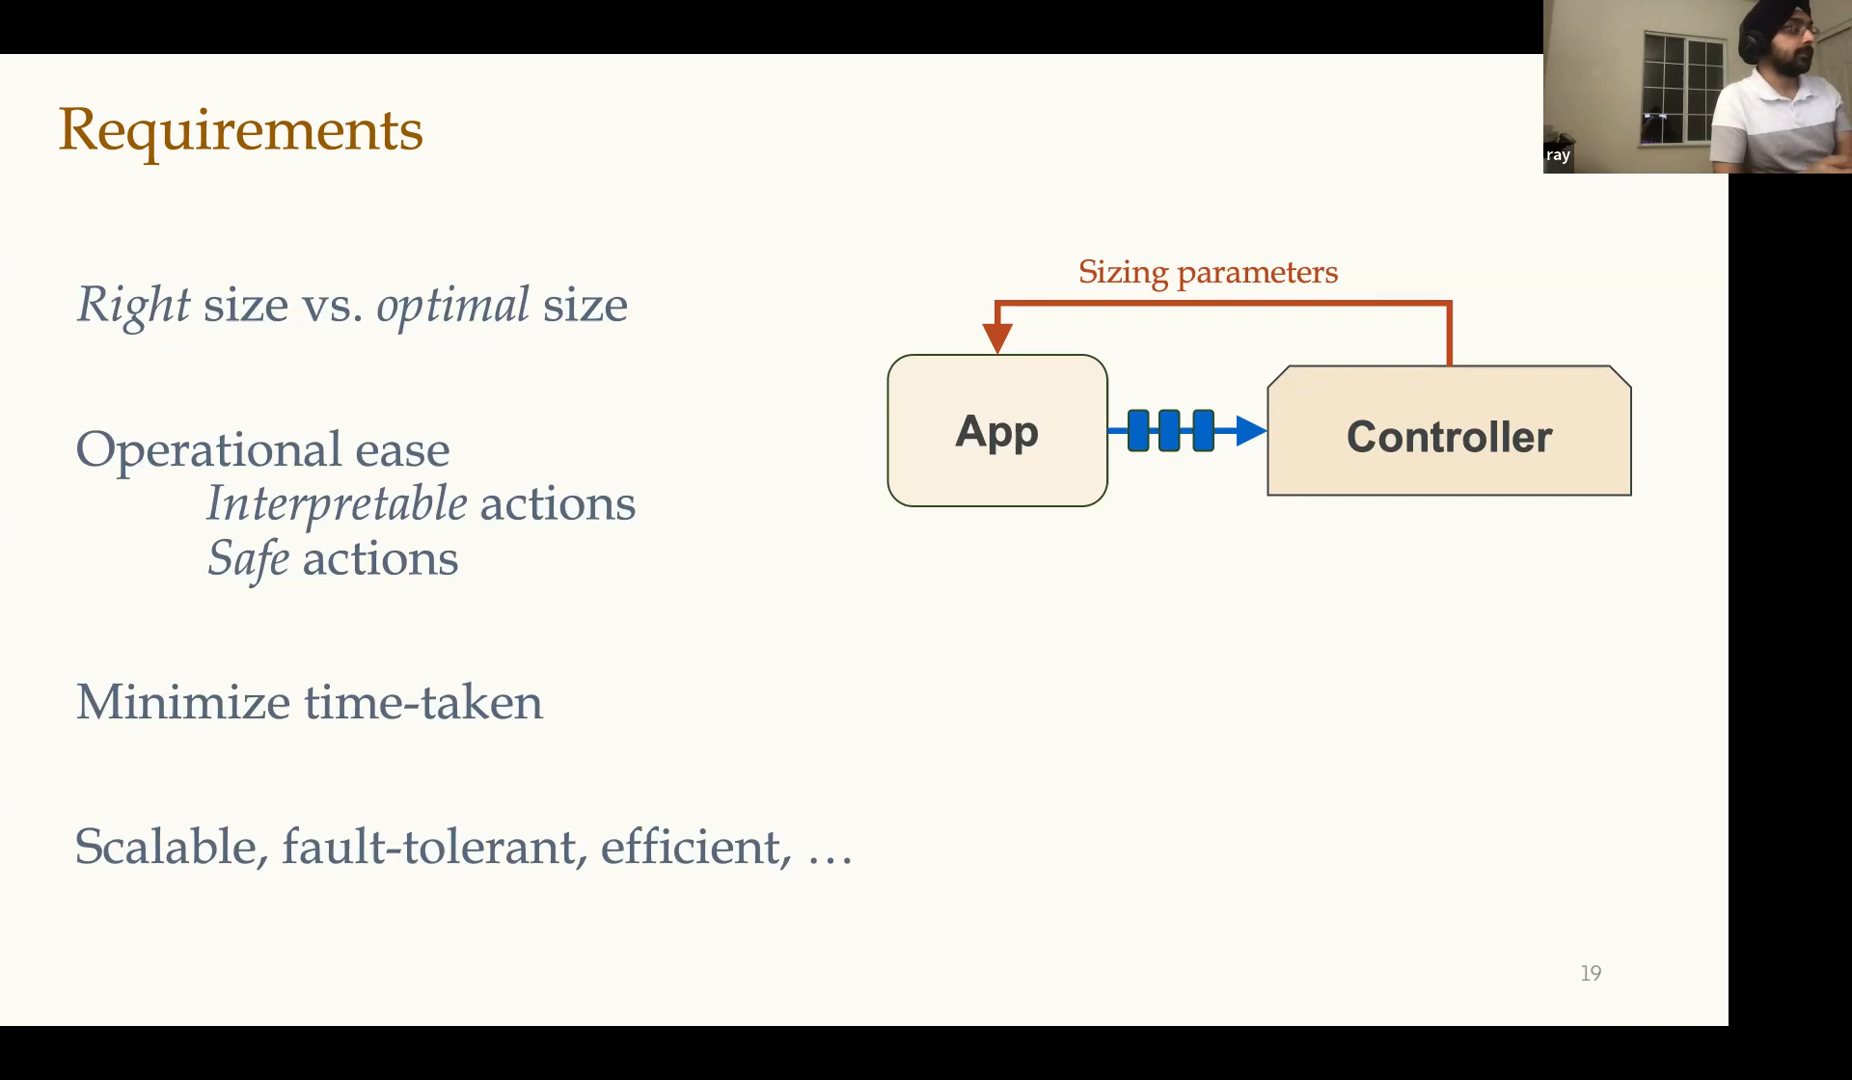 ray
Requirements
Right size vs. optimal size
Operational ease
Interpretable actions
Safe actions
Minimize time-taken
Scalable, fault-tolerant, efficient, …
Sizing parameters
App
Controller
19